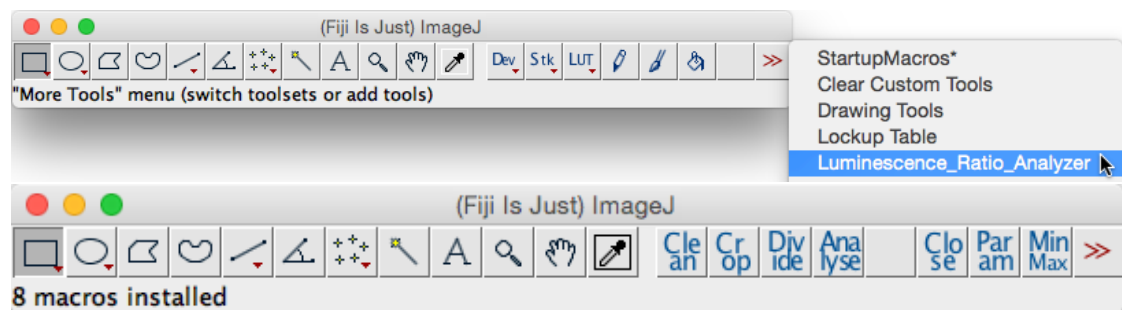 (Fiji Is Just) ImageJ
A Dev Stk LUT >>
"More Tools" menu (switch toolsets or add tools)
StartupMacros*
Clear Custom Tools
Drawing Tools
Lockup Table
Luminescence_Ratio_Analyzer
(Fiji Is Just) ImageJ
A Cle Cr Div Ana Clo Par Min >>
an op ide lyse se am Max
8 macros installed